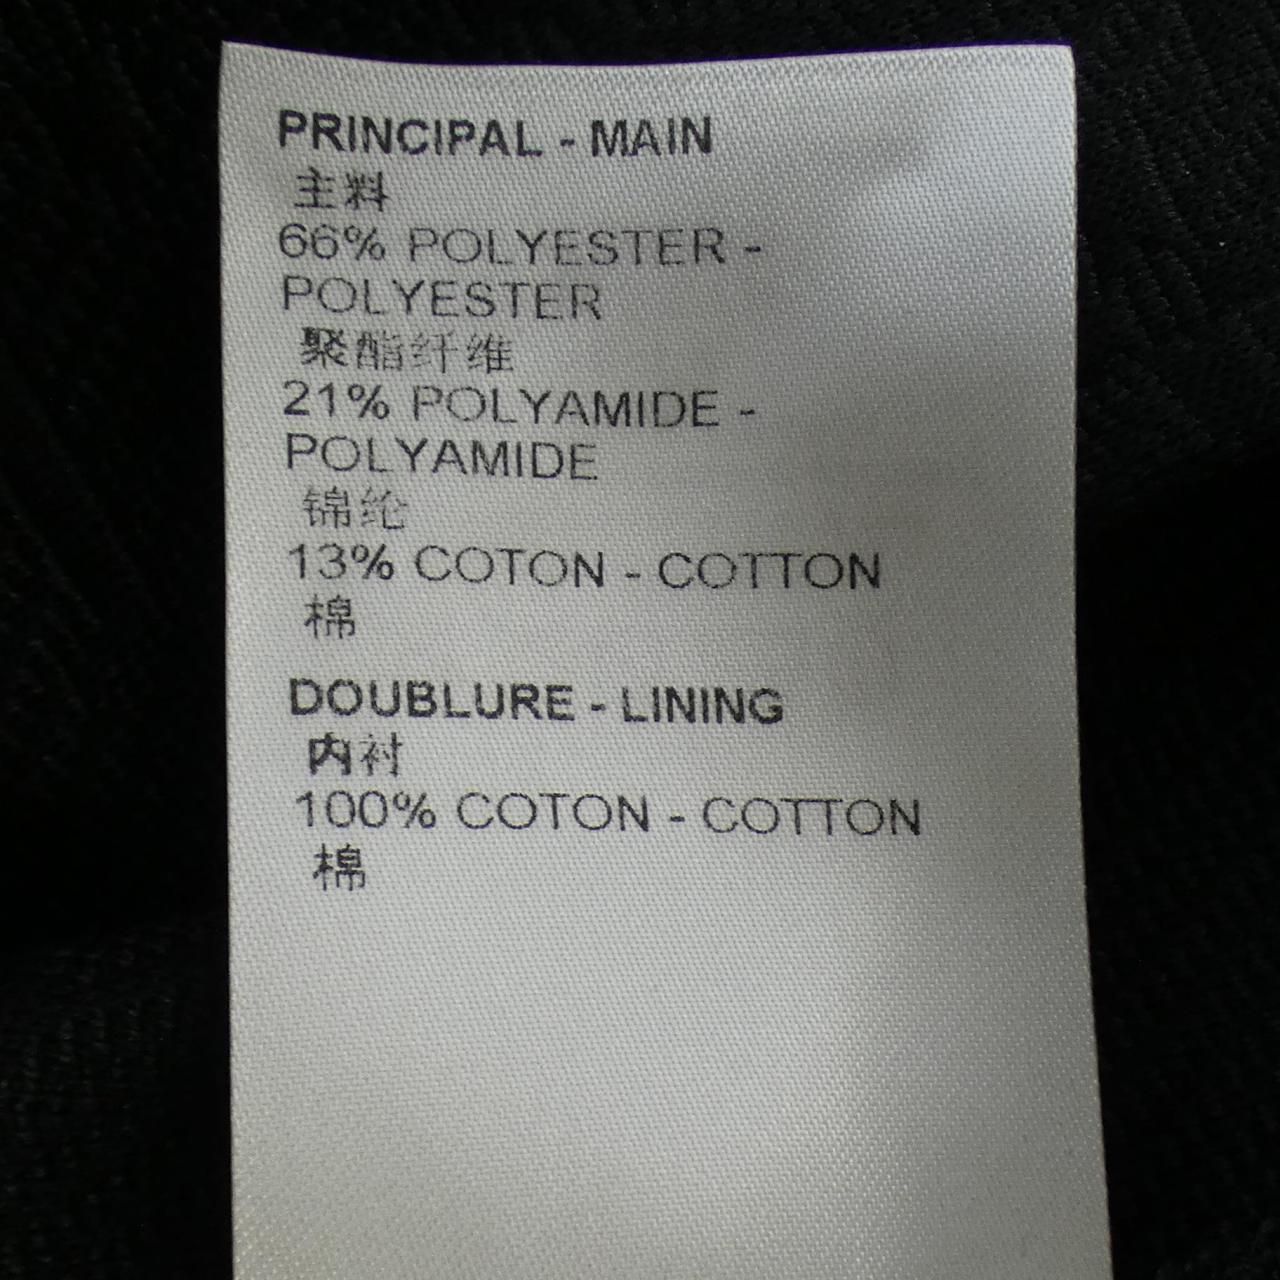 PRINCIPAL - MAIN
主料
66% POLYESTER -
POLYESTER
聚酯纤维
21% POLYAMIDE -
POLYAMIDE
锦纶
13% COTON - COTTON
棉
DOUBLURE - LINING
内衬
100% COTON - COTTON
棉